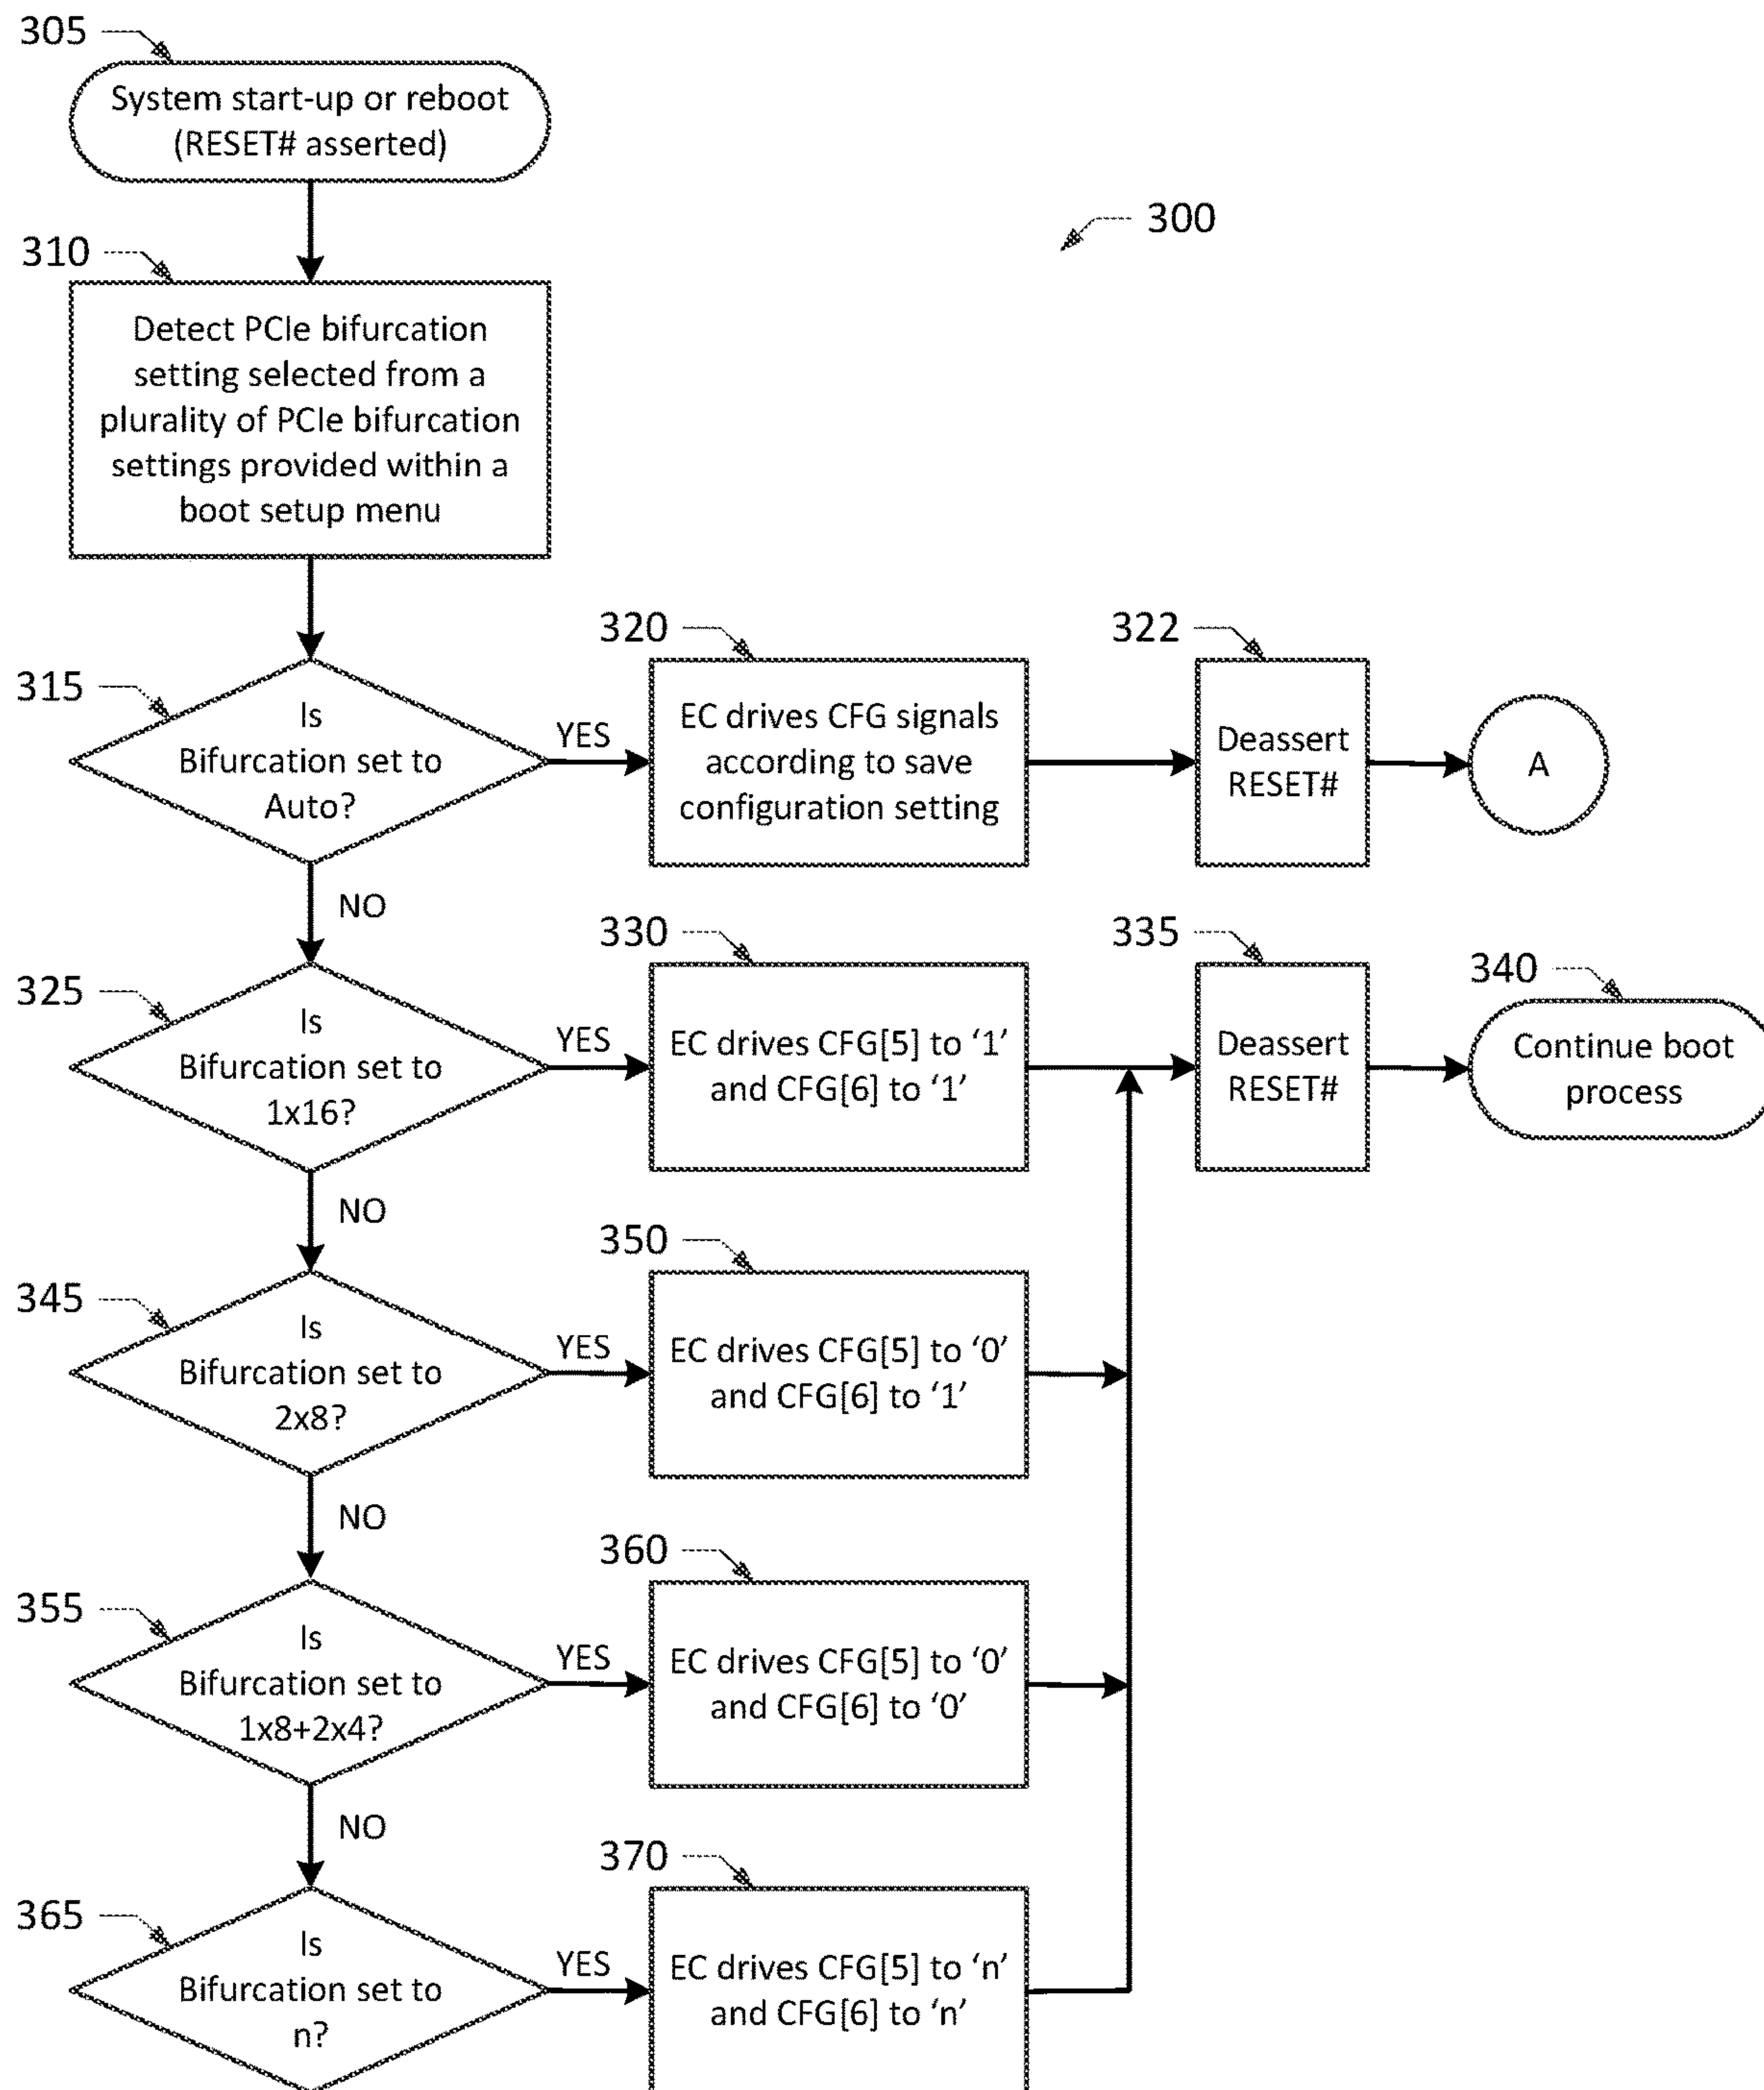 305
System start-up or reboot
(RESET# asserted)
300
310
Detect PCIe bifurcation
setting selected from a
plurality of PCIe bifurcation
settings provided within a
boot setup menu
315
Is
Bifurcation set to
Auto?
YES
320
EC drives CFG signals
according to save
configuration setting
322
Deassert
RESET#
A
NO
325
Is
Bifurcation set to
1x16?
YES
330
EC drives CFG[5] to ‘1’
and CFG[6] to ‘1’
335
Deassert
RESET#
340
Continue boot
process
NO
345
Is
Bifurcation set to
2x8?
YES
350
EC drives CFG[5] to ‘0’
and CFG[6] to ‘1’
NO
355
Is
Bifurcation set to
1x8+2x4?
YES
360
EC drives CFG[5] to ‘0’
and CFG[6] to ‘0’
NO
365
Is
Bifurcation set to
n?
YES
370
EC drives CFG[5] to ‘n’
and CFG[6] to ‘n’